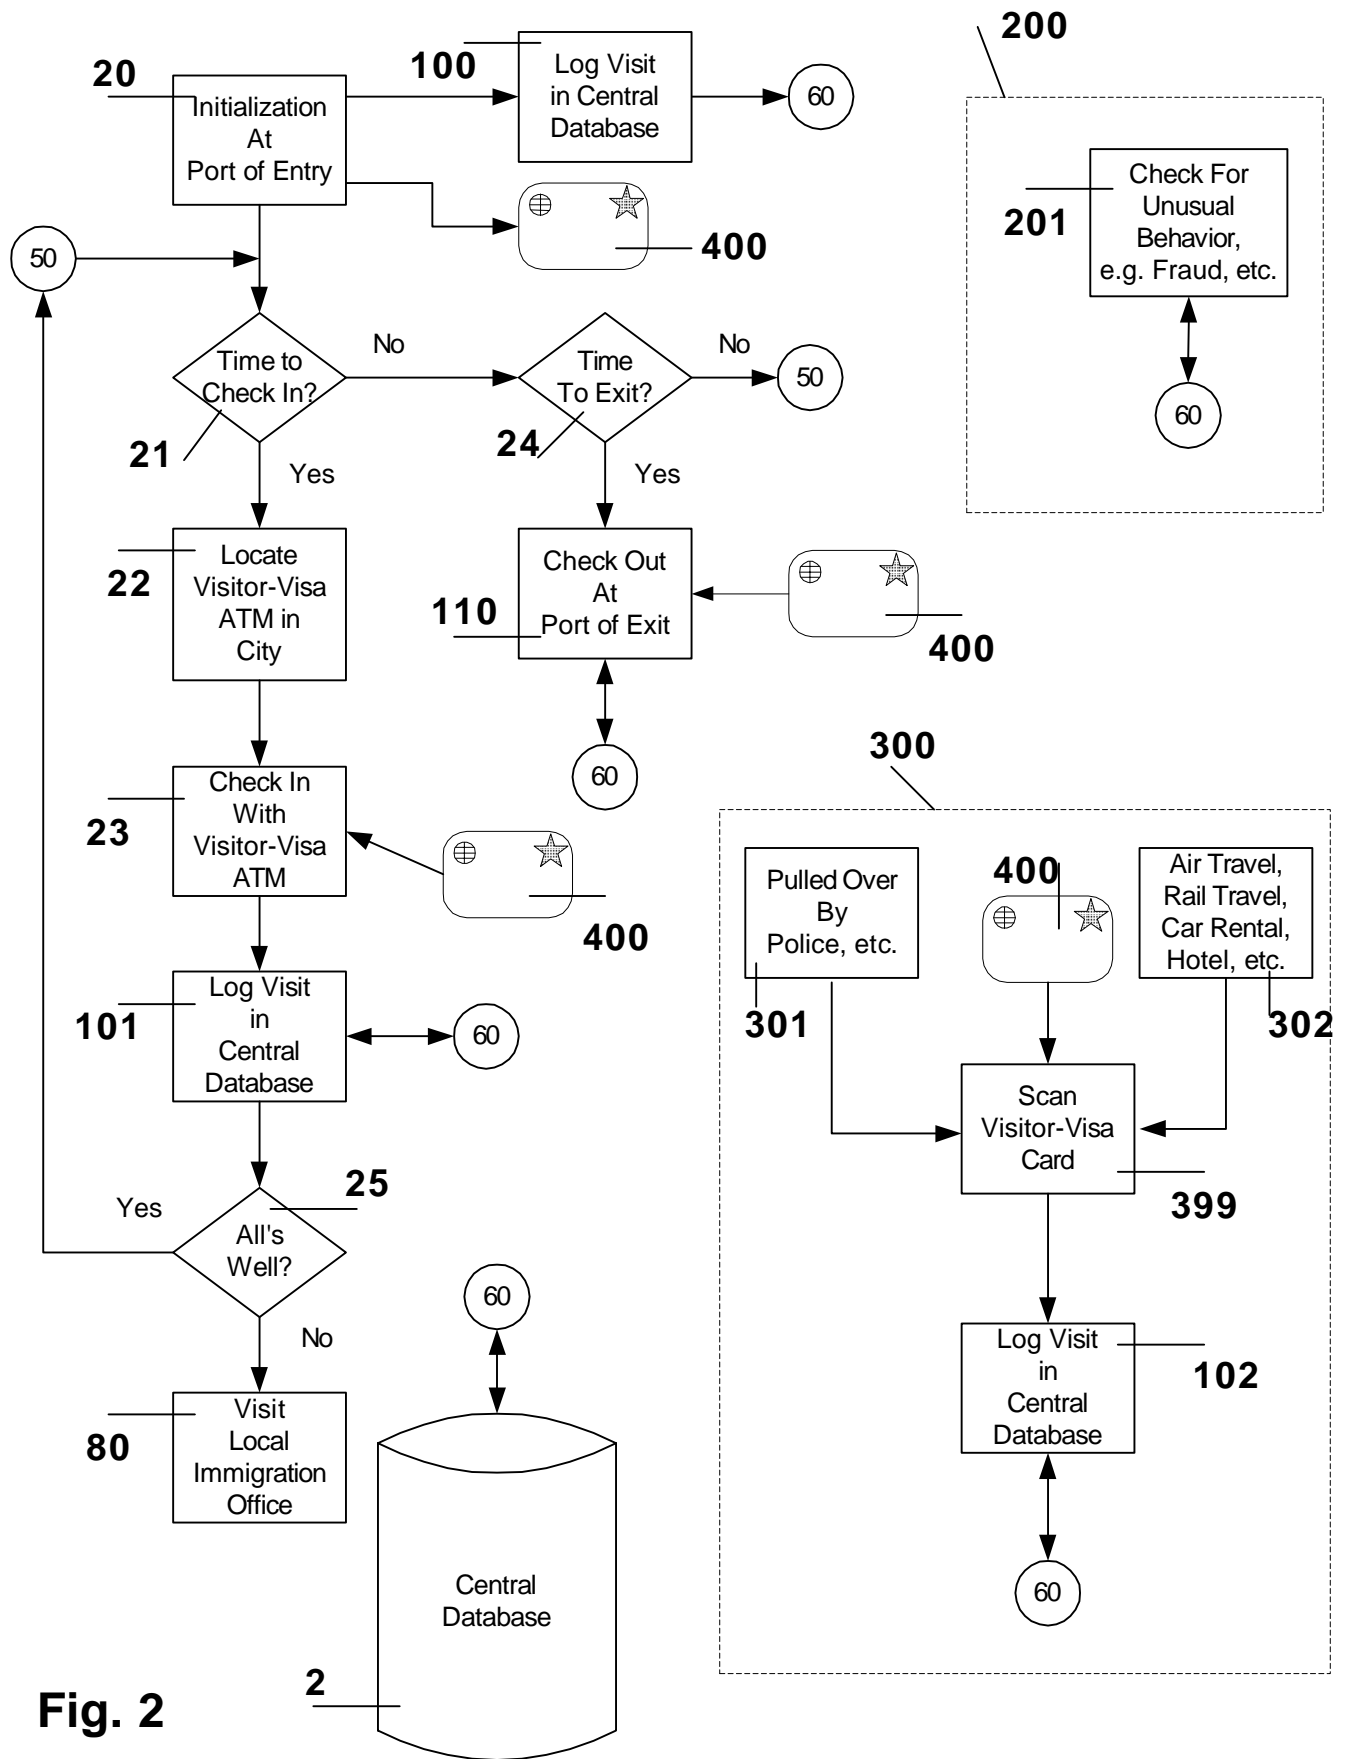 20
Initialization
At
Port of Entry
100
Log Visit
in Central
Database
60
400
200
201
Check For
Unusual
Behavior,
e.g. Fraud, etc.
60
50
Time to
Check In?
21
No
Yes
Time
To Exit?
24
No
50
Yes
22
Locate
Visitor-Visa
ATM in
City
110
Check Out
At
Port of Exit
400
60
23
Check In
With
Visitor-Visa
ATM
400
101
Log Visit
in
Central
Database
60
25
Yes
All's
Well?
No
80
Visit
Local
Immigration
Office
60
Central
Database
2
300
Pulled Over
By
Police, etc.
301
400
Air Travel,
Rail Travel,
Car Rental,
Hotel, etc.
302
Scan
Visitor-Visa
Card
399
Log Visit
in
Central
Database
102
60
Fig. 2